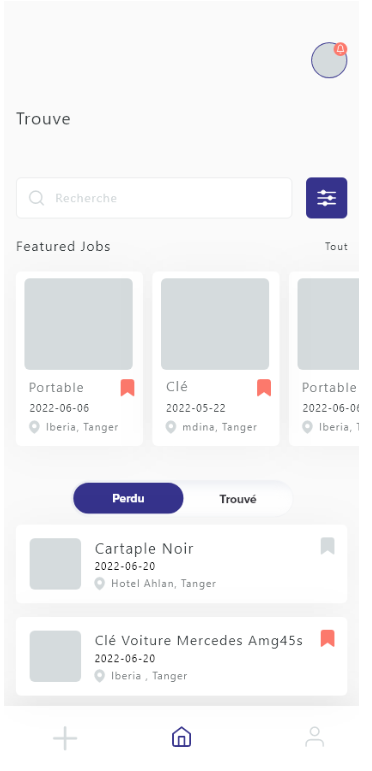 Trouve
Recherche
Featured Jobs
Tout
Portable
2022-06-06
Iberia, Tanger
Clé
2022-05-22
mdina, Tanger
Portable
2022-06-06
Iberia,
Perdu
Trouvé
Cartaple Noir
2022-06-20
Hotel Ahlan, Tanger
Clé Voiture Mercedes Amg45s
2022-06-20
Iberia , Tanger